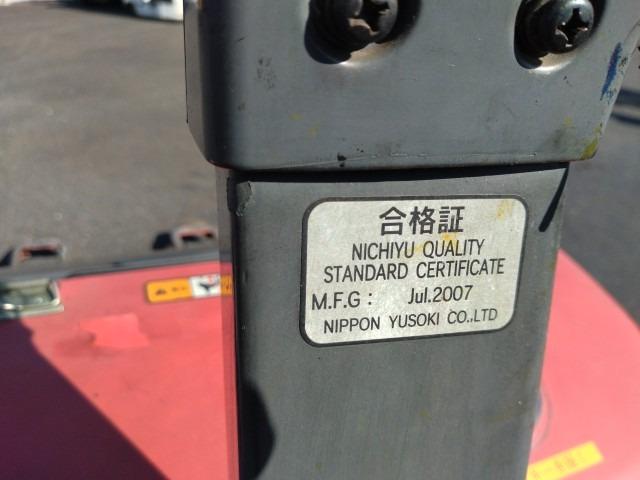 合格証
NICHIYU QUALITY
STANDARD CERTIFICATE
M.F.G : Jul.2007
NIPPON YUSOKI CO.,LTD